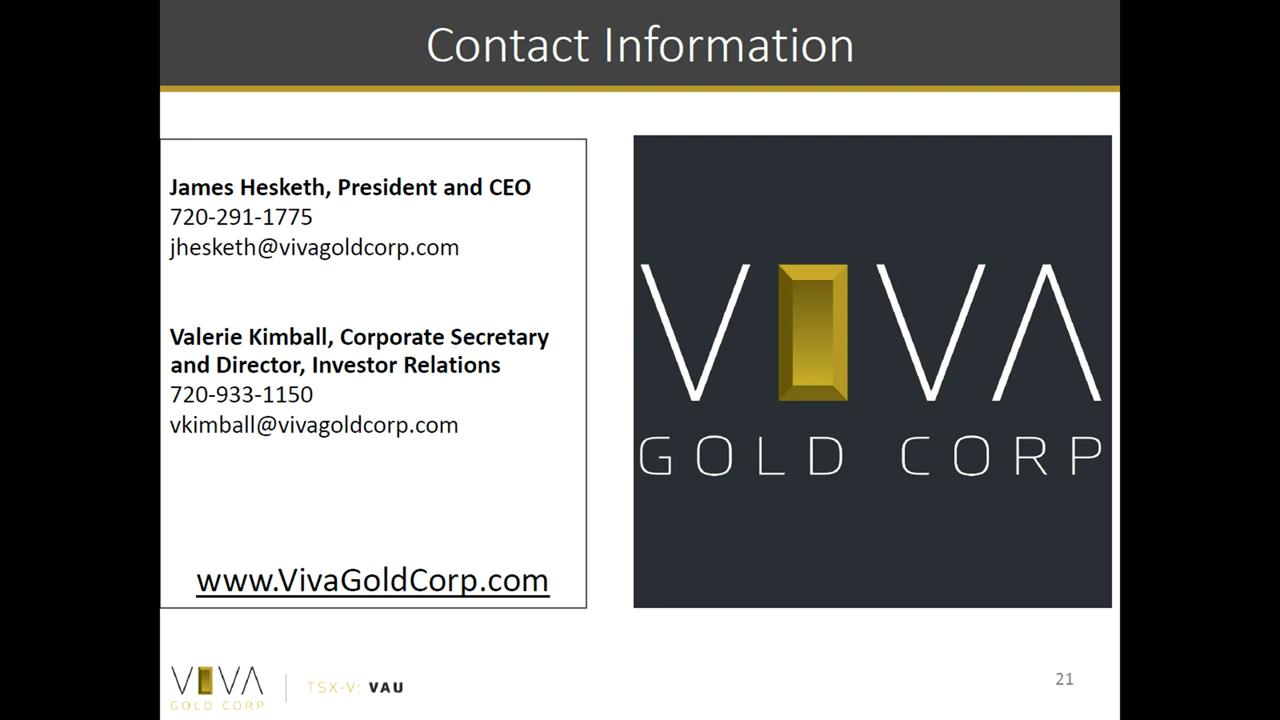 Contact Information
James Hesketh, President and CEO
720-291-1775
jhesketh@vivagoldcorp.com
Valerie Kimball, Corporate Secretary
and Director, Investor Relations
720-933-1150
vkimball@vivagoldcorp.com
www.VivaGoldCorp.com
VIVA
GOLD CORP
VIVA
GOLD CORP
TSX-V: VAU
21